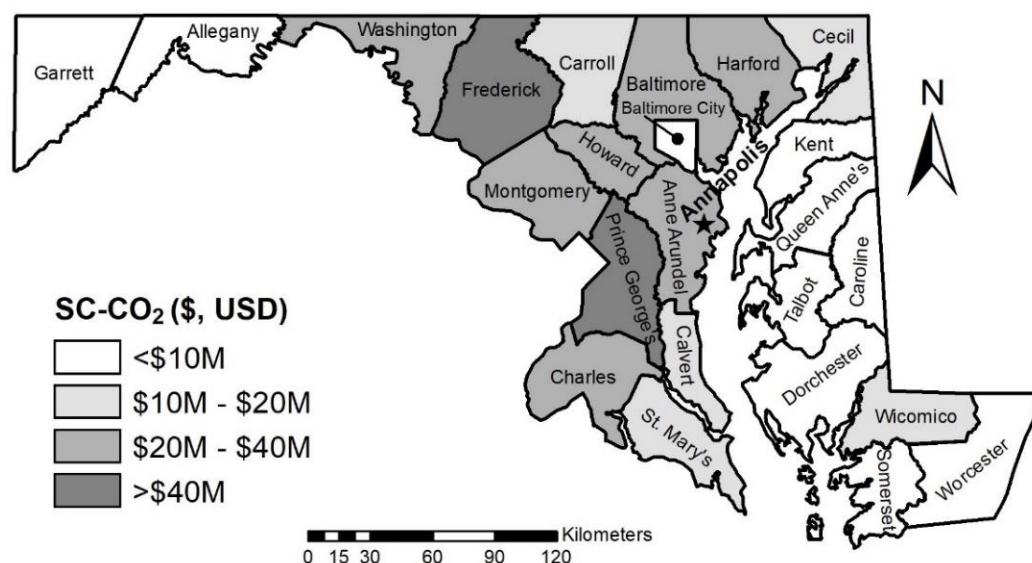 Washington
Allegany
Cecil
Garrett
Carroll
Harford
Frederick
Baltimore
Baltimore City
N
Kent
Howard
Annapolis
Montgomery
Queen Anne's
Anne Arundel
Caroline
Prince George's
Talbot
SC-CO₂ ($, USD)
<$10M
$10M - $20M
$20M - $40M
>$40M
Calvert
Charles
Dorchester
Wicomico
St. Mary's
Somerset
Worcester
Kilometers
0 15 30 60 90 120